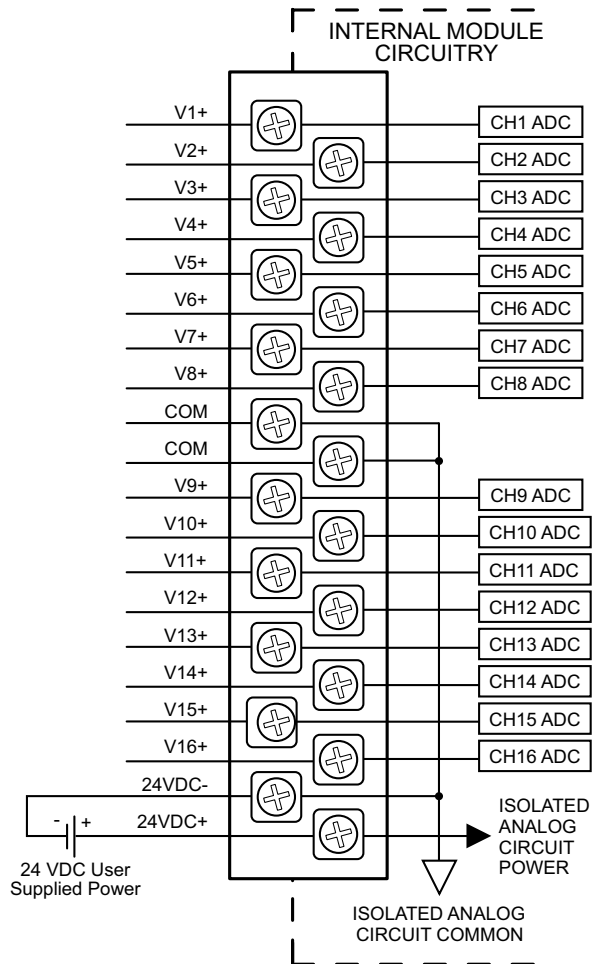 INTERNAL MODULE
CIRCUITRY
V1+
CH1 ADC
V2+
CH2 ADC
V3+
CH3 ADC
V4+
CH4 ADC
V5+
CH5 ADC
V6+
CH6 ADC
V7+
CH7 ADC
V8+
CH8 ADC
COM
COM
V9+
CH9 ADC
V10+
CH10 ADC
V11+
CH11 ADC
V12+
CH12 ADC
V13+
CH13 ADC
V14+
CH14 ADC
V15+
CH15 ADC
V16+
CH16 ADC
24VDC-
- +
24VDC+
ISOLATED
ANALOG
CIRCUIT
POWER
24 VDC User
Supplied Power
ISOLATED ANALOG
CIRCUIT COMMON